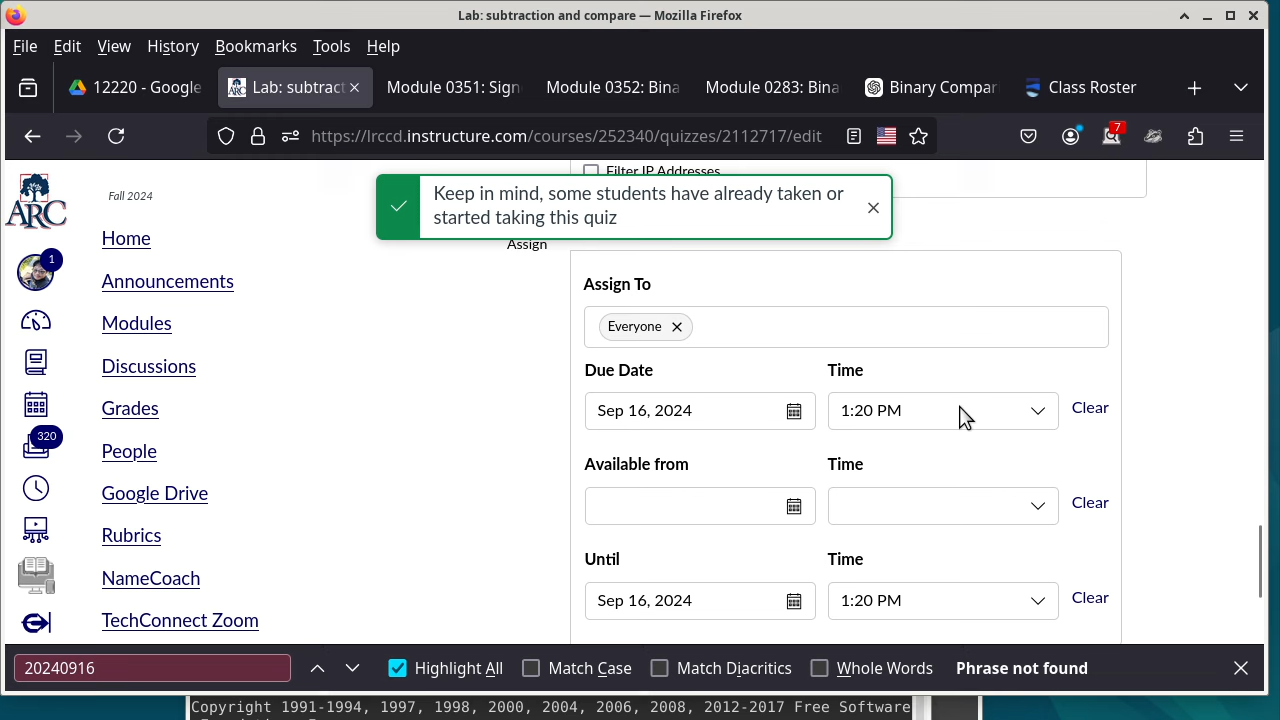 Lab: subtraction and compare — Mozilla Firefox
File Edit View History Bookmarks Tools Help
12220 - Google
Lab: subtract
Module 0351: Sign
Module 0352: Bina
Module 0283: Bina
Binary Compar
Class Roster
https://lrccd.instructure.com/courses/252340/quizzes/2112717/edit
7
ARC
Fall 2024
Filter IP Addresses
Keep in mind, some students have already taken or
started taking this quiz
Home
Assign
1
Announcements
Assign To
Modules
Everyone
Discussions
Due Date Time
Grades
Sep 16, 2024 1:20 PM Clear
320
People
Available from Time
Google Drive
Clear
Rubrics
Until Time
NameCoach
Sep 16, 2024 1:20 PM Clear
TechConnect Zoom
20240916 Highlight All Match Case Match Diacritics Whole Words Phrase not found
Copyright 1991-1994, 1997, 1998, 2000, 2004, 2006, 2008, 2012-2017 Free Software